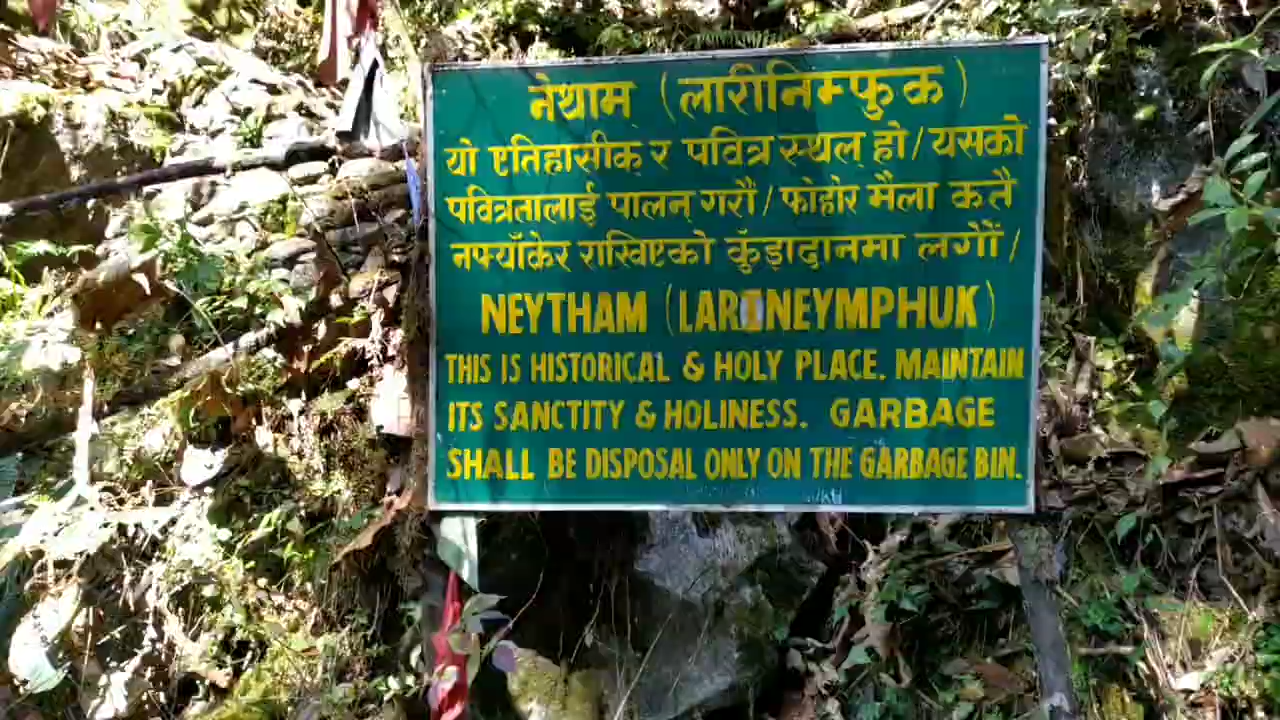 नेथाम (लारीनिम्फुक)
यो एतिहासीक र पवित्र स्थल हो/यसको
पवित्रतालाई पालन गरौं/फोहोर मैला कतै
नफ्याँकेर राखिएको कुँडादानमा लगौं/
NEYTHAM (LARINEYMPHUK)
THIS IS HISTORICAL & HOLY PLACE. MAINTAIN
ITS SANCTITY & HOLINESS. GARBAGE
SHALL BE DISPOSAL ONLY ON THE GARBAGE BIN.